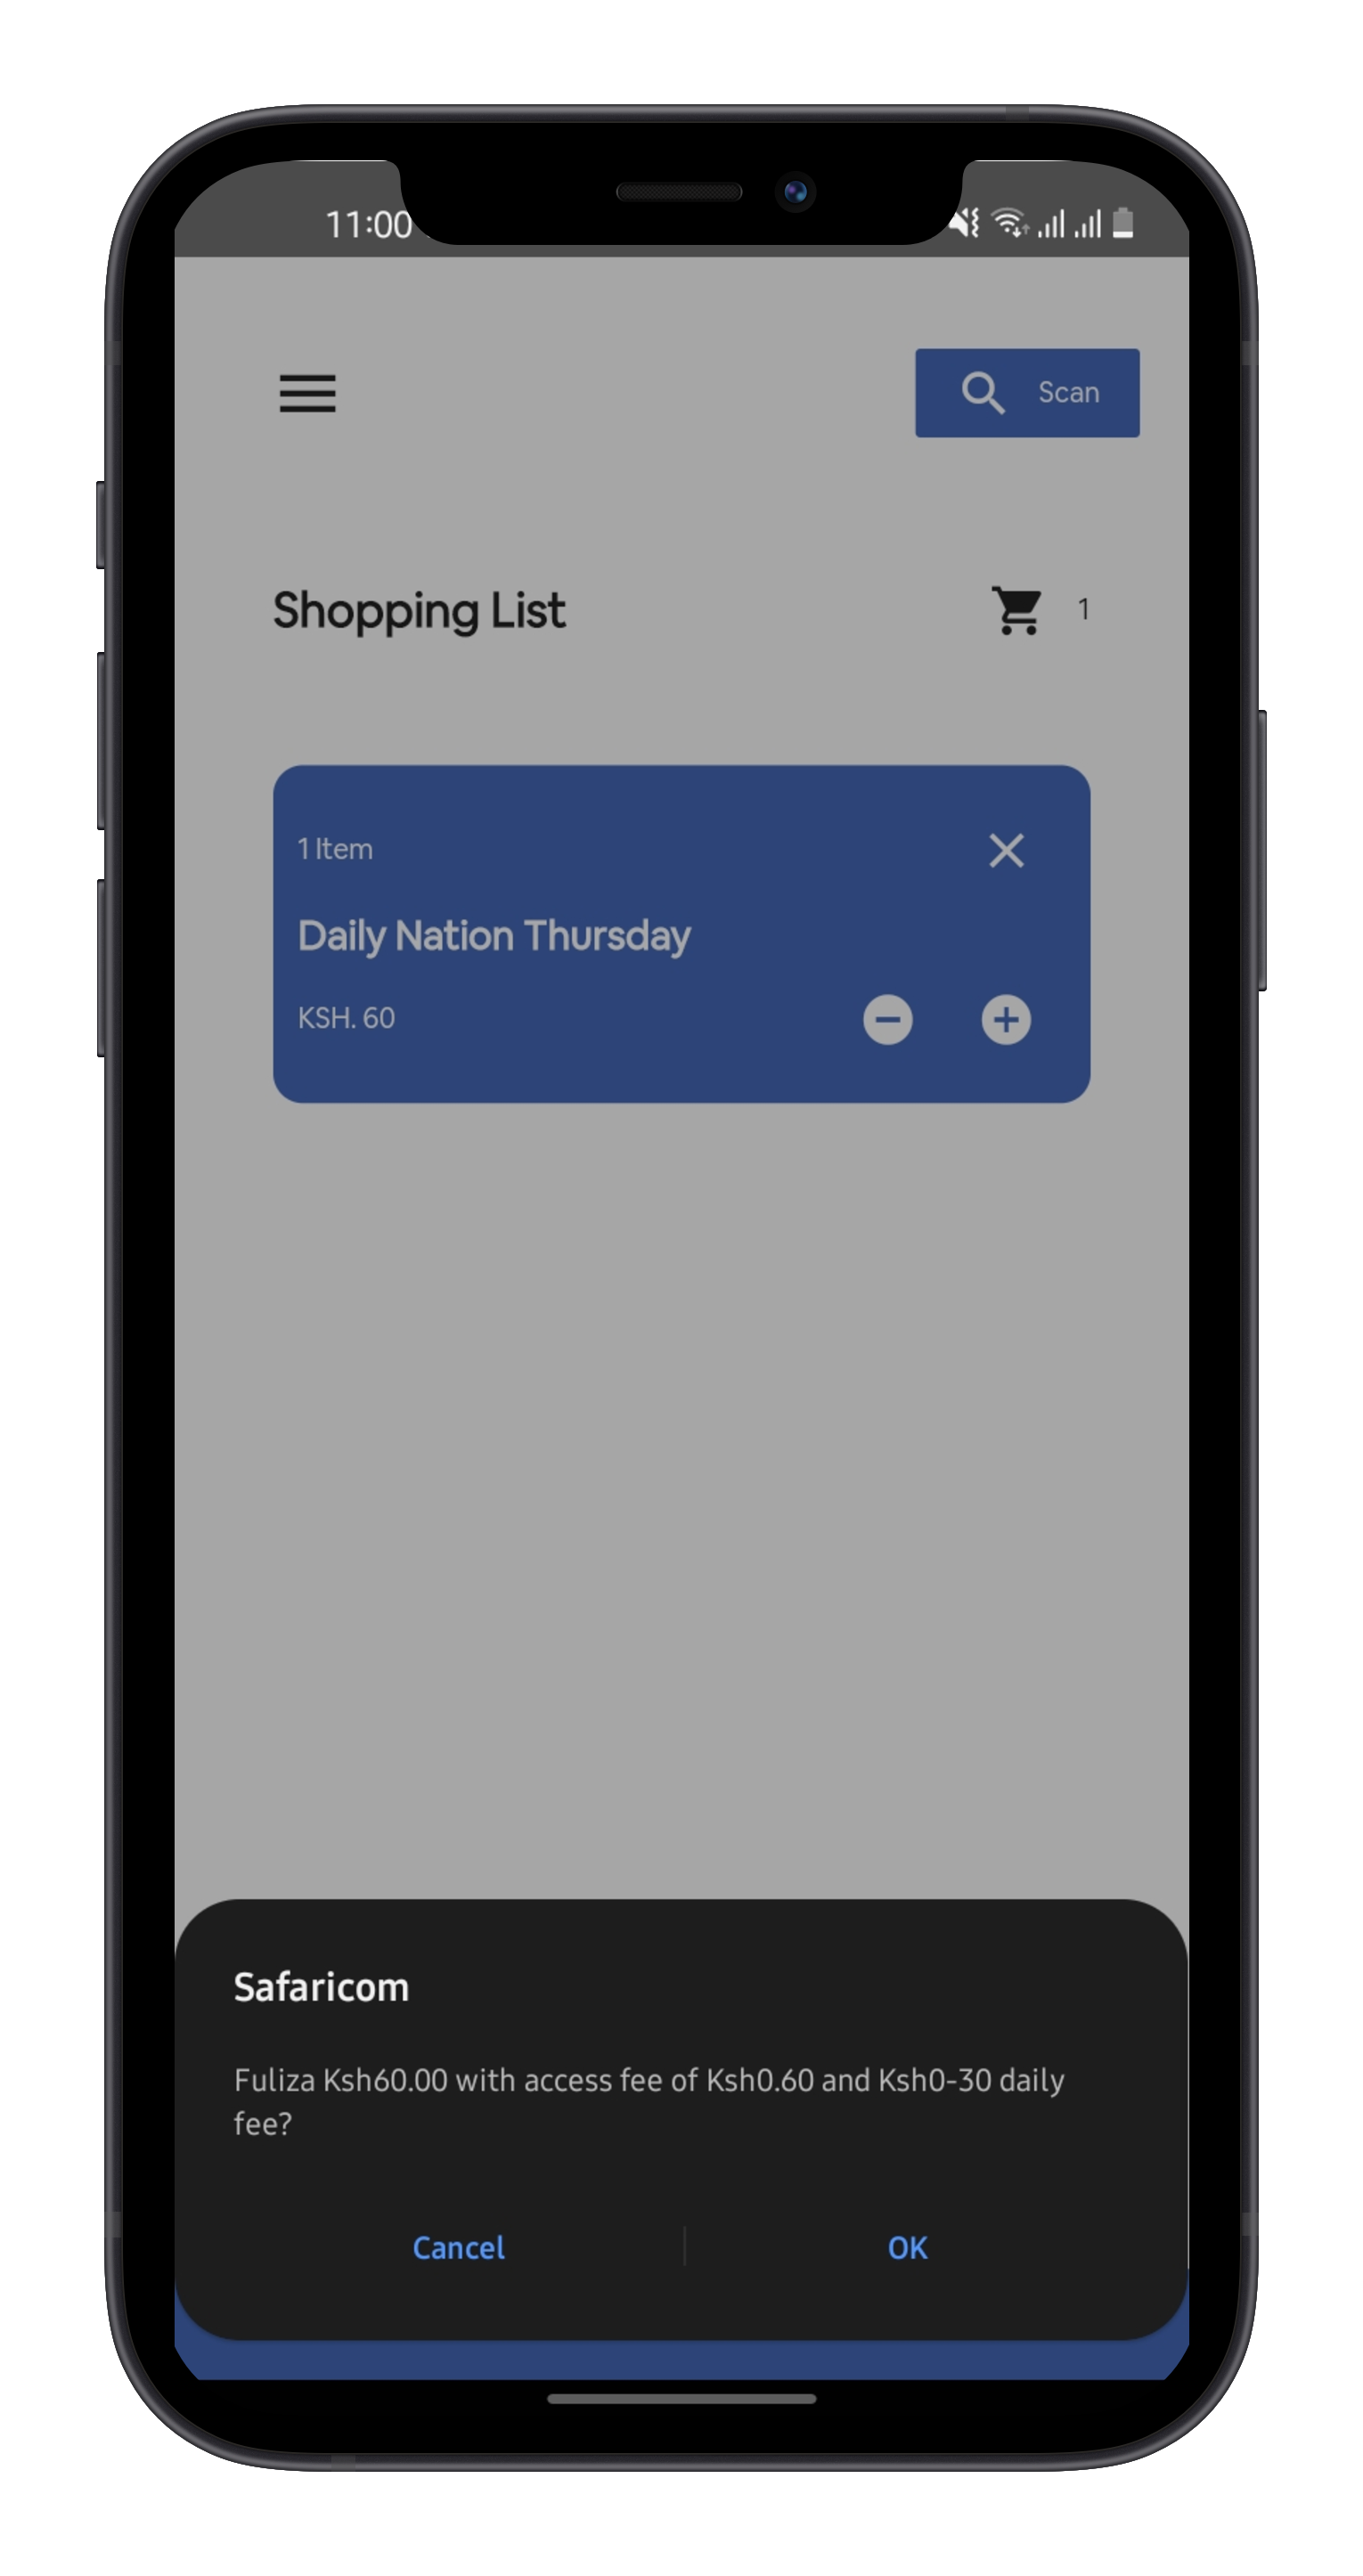 11:00
Scan
Shopping List
1
1 Item
Daily Nation Thursday
KSH. 60
Safaricom
Fuliza Ksh60.00 with access fee of Ksh0.60 and Ksh0-30 daily
fee?
Cancel
OK